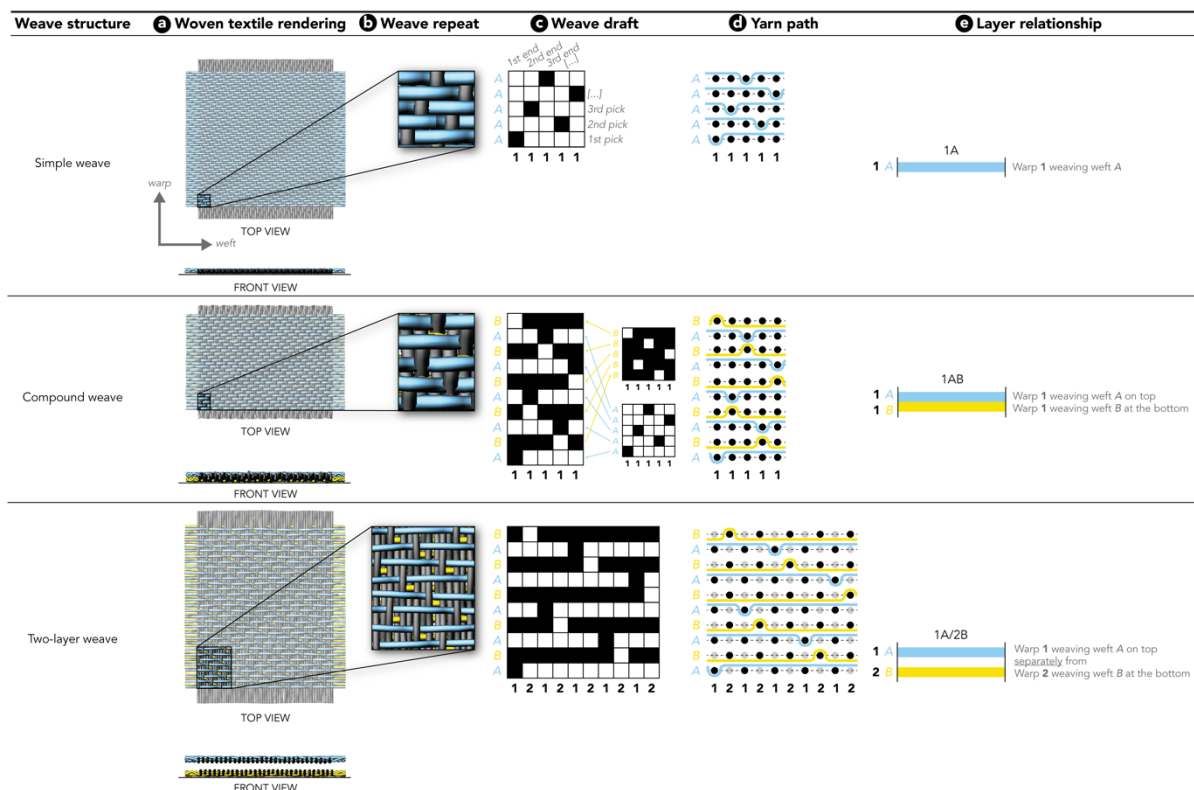 Weave structure
a Woven textile rendering
b Weave repeat
c Weave draft
d Yarn path
e Layer relationship
Simple weave
warp
weft
TOP VIEW
FRONT VIEW
1st end
2nd end
3rd end
[...]
A
A [...]
A 3rd pick
A 2nd pick
A 1st pick
1 1 1 1 1
A
A
A
A
A
1 1 1 1 1
1A
1 A Warp 1 weaving weft A
Compound weave
FRONT VIEW
B
A
B
A
B
A
B
A
B
A
1 1 1 1 1
B
B
B
B
B
1 1 1 1 1
A
A
A
A
A
1 1 1 1 1
B
A
B
A
B
A
B
A
B
A
1 1 1 1 1
1AB
1 A Warp 1 weaving weft A on top
1 B Warp 1 weaving weft B at the bottom
Two-layer weave
TOP VIEW
FRONT VIEW
B
A
B
A
B
A
B
A
B
A
1 2 1 2 1 2 1 2 1 2
B
A
B
A
B
A
B
A
B
A
1 2 1 2 1 2 1 2 1 2
1A/2B
1 A Warp 1 weaving weft A on top
separately from
2 B Warp 2 weaving weft B at the bottom